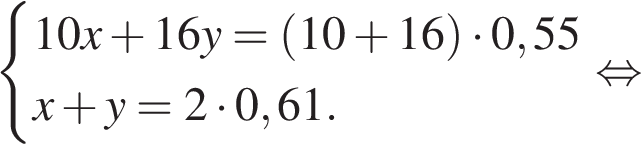 10x + 16y = (10 + 16) · 0,55
x + y = 2 · 0,61.
⇔